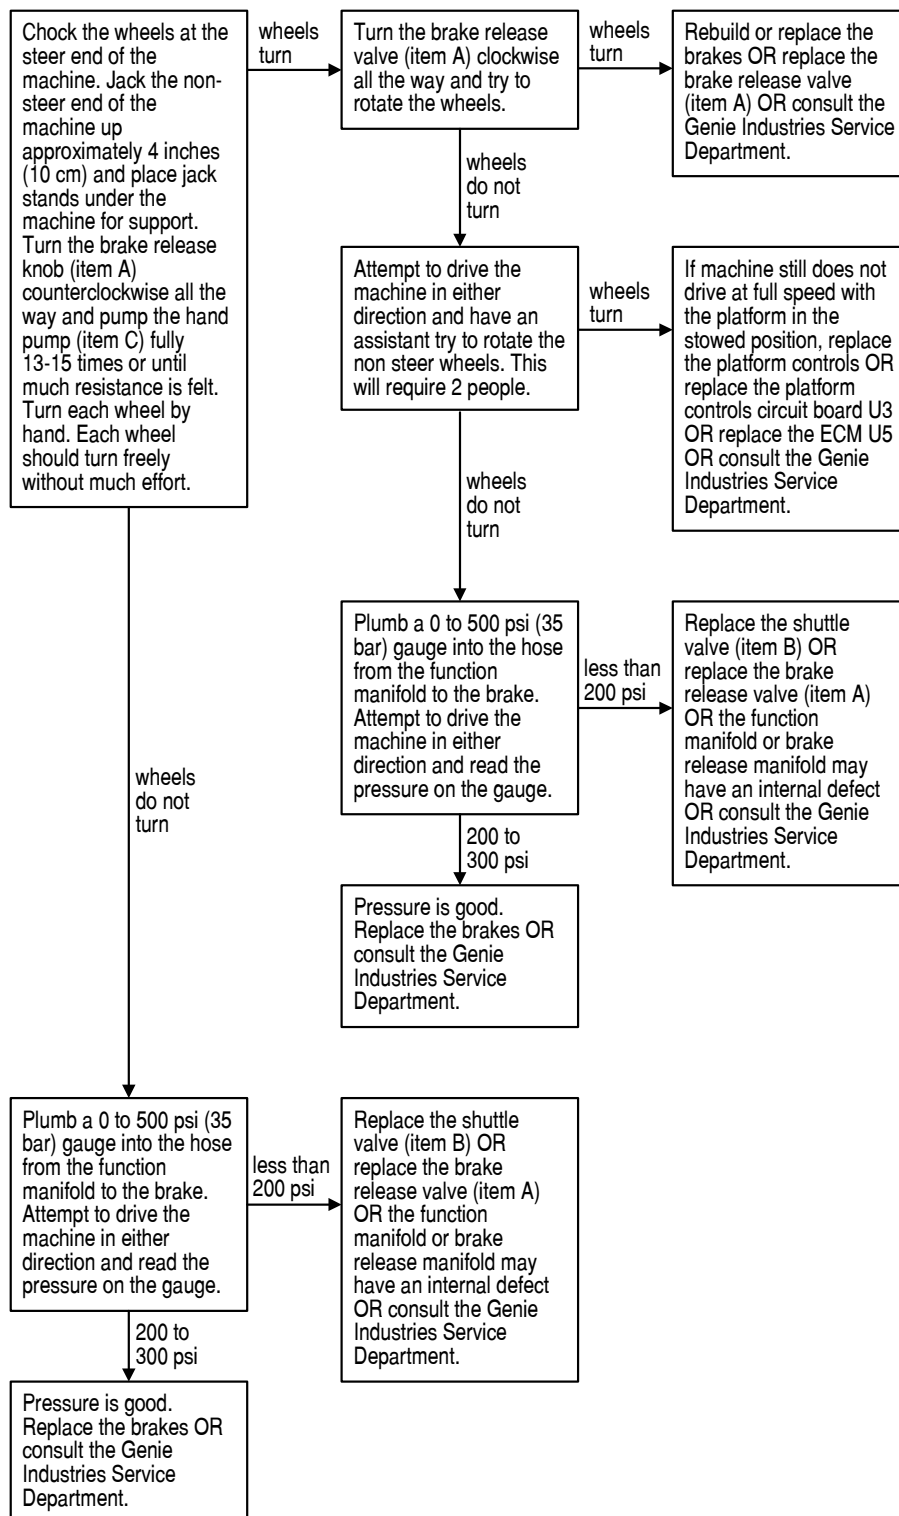 Chock the wheels at the
steer end of the
machine. Jack the non-
steer end of the
machine up
approximately 4 inches
(10 cm) and place jack
stands under the
machine for support.
Turn the brake release
knob (item A)
counterclockwise all the
way and pump the hand
pump (item C) fully
13-15 times or until
much resistance is felt.
Turn each wheel by
hand. Each wheel
should turn freely
without much effort.
wheels
turn
Turn the brake release
valve (item A) clockwise
all the way and try to
rotate the wheels.
wheels
turn
Rebuild or replace the
brakes OR replace the
brake release valve
(item A) OR consult the
Genie Industries Service
Department.
wheels
do not
turn
Attempt to drive the
machine in either
direction and have an
assistant try to rotate the
non steer wheels. This
will require 2 people.
wheels
turn
If machine still does not
drive at full speed with
the platform in the
stowed position, replace
the platform controls OR
replace the platform
controls circuit board U3
OR replace the ECM U5
OR consult the Genie
Industries Service
Department.
wheels
do not
turn
Plumb a 0 to 500 psi (35
bar) gauge into the hose
from the function
manifold to the brake.
Attempt to drive the
machine in either
direction and read the
pressure on the gauge.
less than
200 psi
Replace the shuttle
valve (item B) OR
replace the brake
release valve (item A)
OR the function
manifold or brake
release manifold may
have an internal defect
OR consult the Genie
Industries Service
Department.
200 to
300 psi
Pressure is good.
Replace the brakes OR
consult the Genie
Industries Service
Department.
wheels
do not
turn
Plumb a 0 to 500 psi (35
bar) gauge into the hose
from the function
manifold to the brake.
Attempt to drive the
machine in either
direction and read the
pressure on the gauge.
less than
200 psi
Replace the shuttle
valve (item B) OR
replace the brake
release valve (item A)
OR the function
manifold or brake
release manifold may
have an internal defect
OR consult the Genie
Industries Service
Department.
200 to
300 psi
Pressure is good.
Replace the brakes OR
consult the Genie
Industries Service
Department.